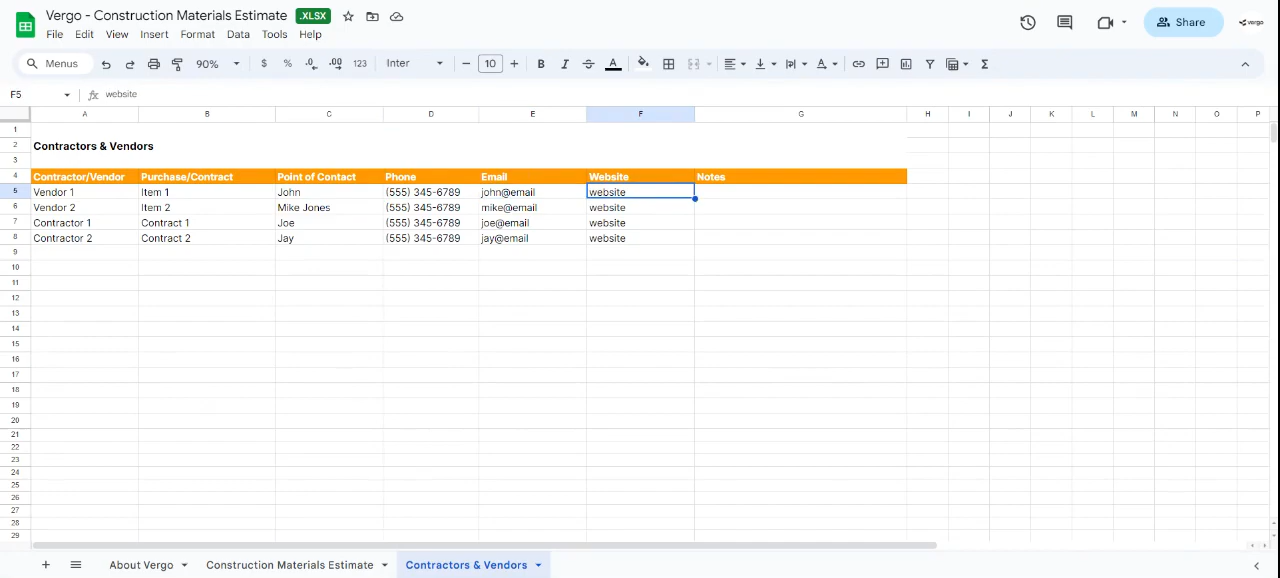 Vergo - Construction Materials Estimate .XLSX
File Edit View Insert Format Data Tools Help
Share
vergo
Menus 90% $ % .0 .00 123 Inter 10 B I A
F5 fx website
A B C D E F G H I J K L M N O P
1
2 Contractors & Vendors
3
4 Contractor/Vendor Purchase/Contract Point of Contact Phone Email Website Notes
5 Vendor 1 Item 1 John (555) 345-6789 john@email website
6 Vendor 2 Item 2 Mike Jones (555) 345-6789 mike@email website
7 Contractor 1 Contract 1 Joe (555) 345-6789 joe@email website
8 Contractor 2 Contract 2 Jay (555) 345-6789 jay@email website
9
10
11
12
13
14
15
16
17
18
19
20
21
22
23
24
25
26
27
28
29
About Vergo Construction Materials Estimate Contractors & Vendors